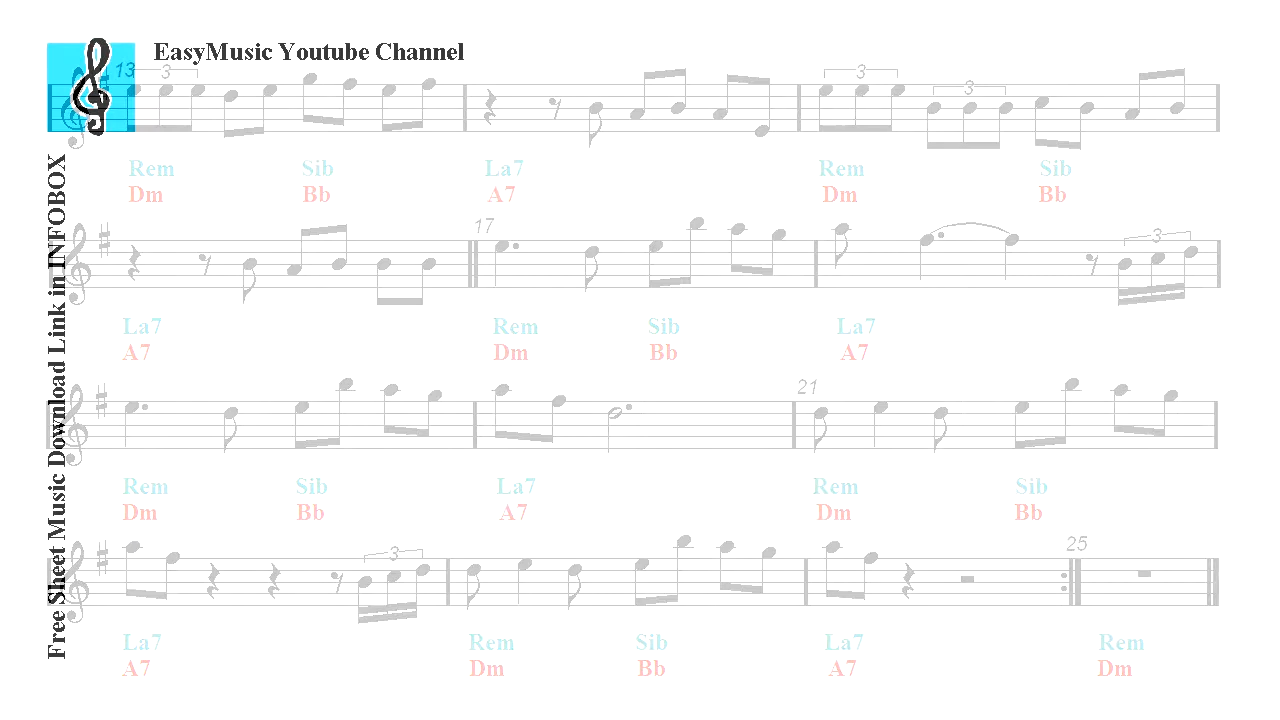 EasyMusic Youtube Channel
Free Sheet Music Download Link in INFOBOX
13 3 3 3
Rem Sib La7 Rem Sib
Dm Bb A7 Dm Bb
17 3
La7 Rem Sib La7
A7 Dm Bb A7
21
Rem Sib La7 Rem Sib
Dm Bb A7 Dm Bb
3 25
La7 Rem Sib La7 Rem
A7 Dm Bb A7 Dm